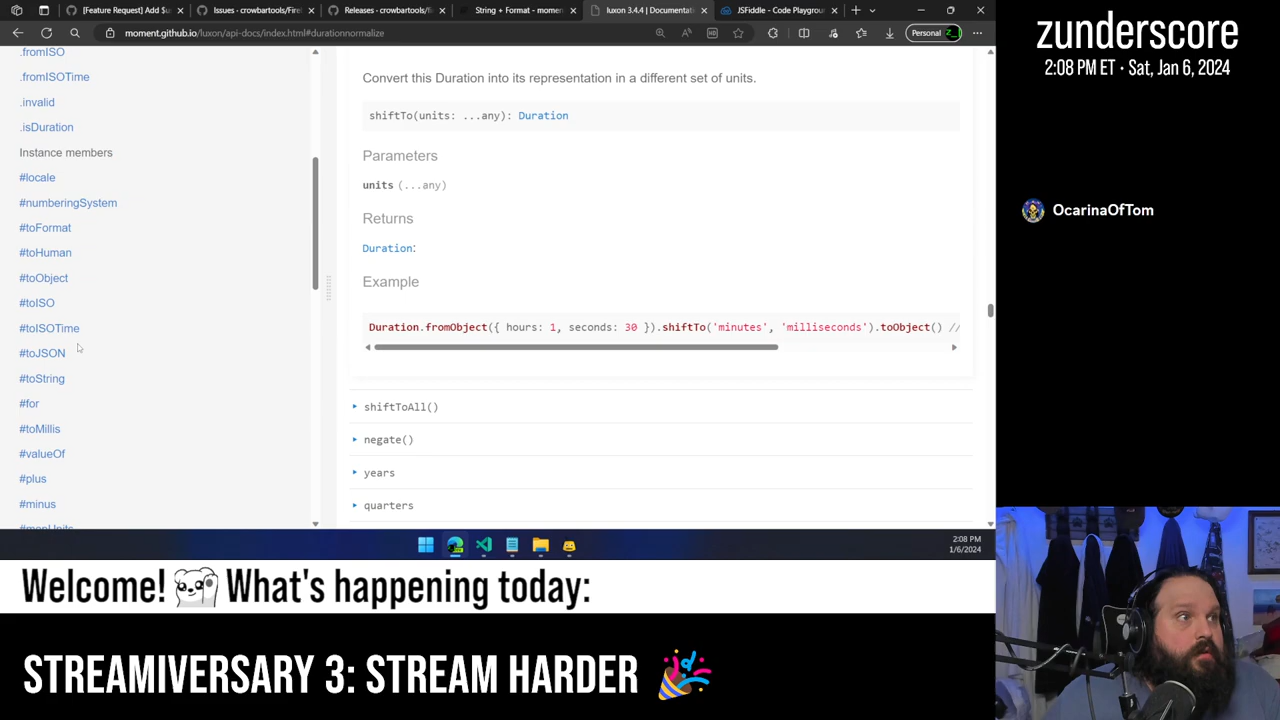 [Feature Request] Add $u
Issues · crowbartools/Fire
Releases · crowbartools/
String + Format - momen
luxon 3.4.4 | Documentat
JSFiddle - Code Playgroun
moment.github.io/luxon/api-docs/index.html#durationnormalize
Personal
zunderscore
2:08 PM ET · Sat, Jan 6, 2024
OcarinaOfTom
.fromISO
.fromISOTime
.invalid
.isDuration
Instance members
#locale
#numberingSystem
#toFormat
#toHuman
#toObject
#toISO
#toISOTime
#toJSON
#toString
#for
#toMillis
#valueOf
#plus
#minus
#mapUnits
Convert this Duration into its representation in a different set of units.
shiftTo(units: ...any): Duration
Parameters
units (...any)
Returns
Duration:
Example
Duration.fromObject({ hours: 1, seconds: 30 }).shiftTo('minutes', 'milliseconds').toObject() //
shiftToAll()
negate()
years
quarters
2:08 PM
1/6/2024
Welcome! What's happening today:
STREAMIVERSARY 3: STREAM HARDER